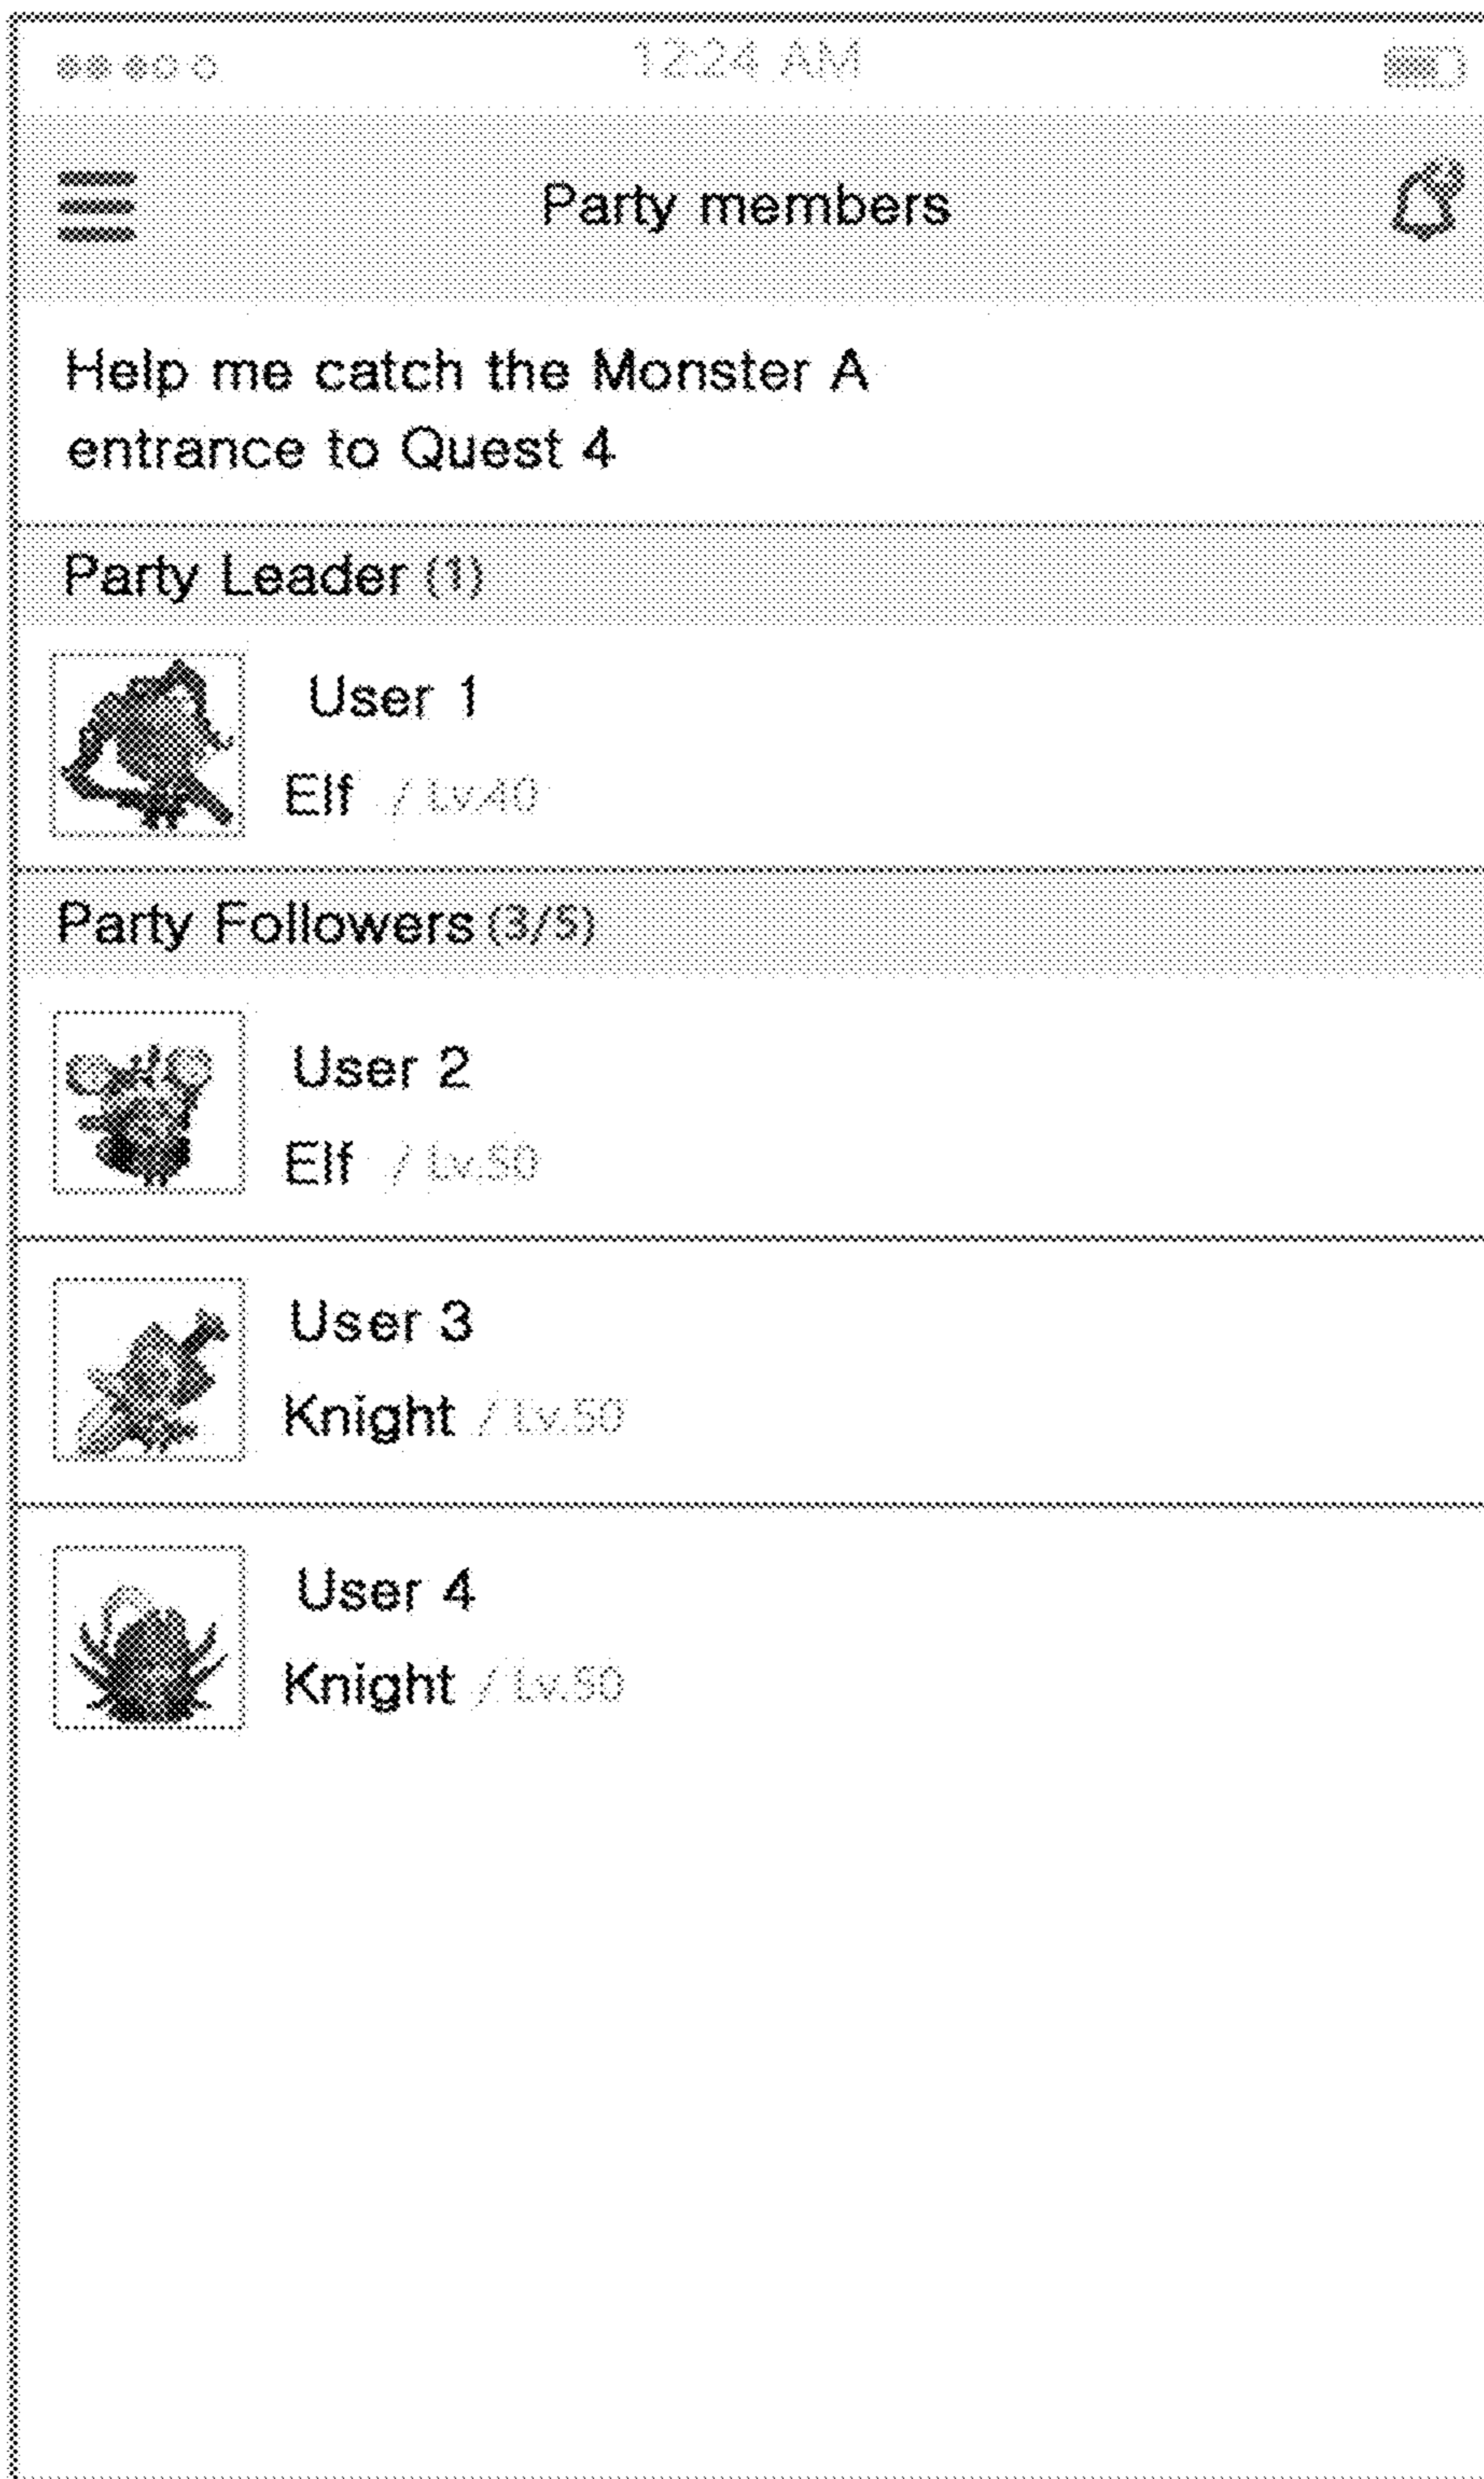 12:24 AM
Party members
Help me catch the Monster A
entrance to Quest 4
Party Leader (1)
User 1
Elf / Lv.40
Party Followers (3/5)
User 2
Elf / Lv.50
User 3
Knight / Lv.50
User 4
Knight / Lv.50